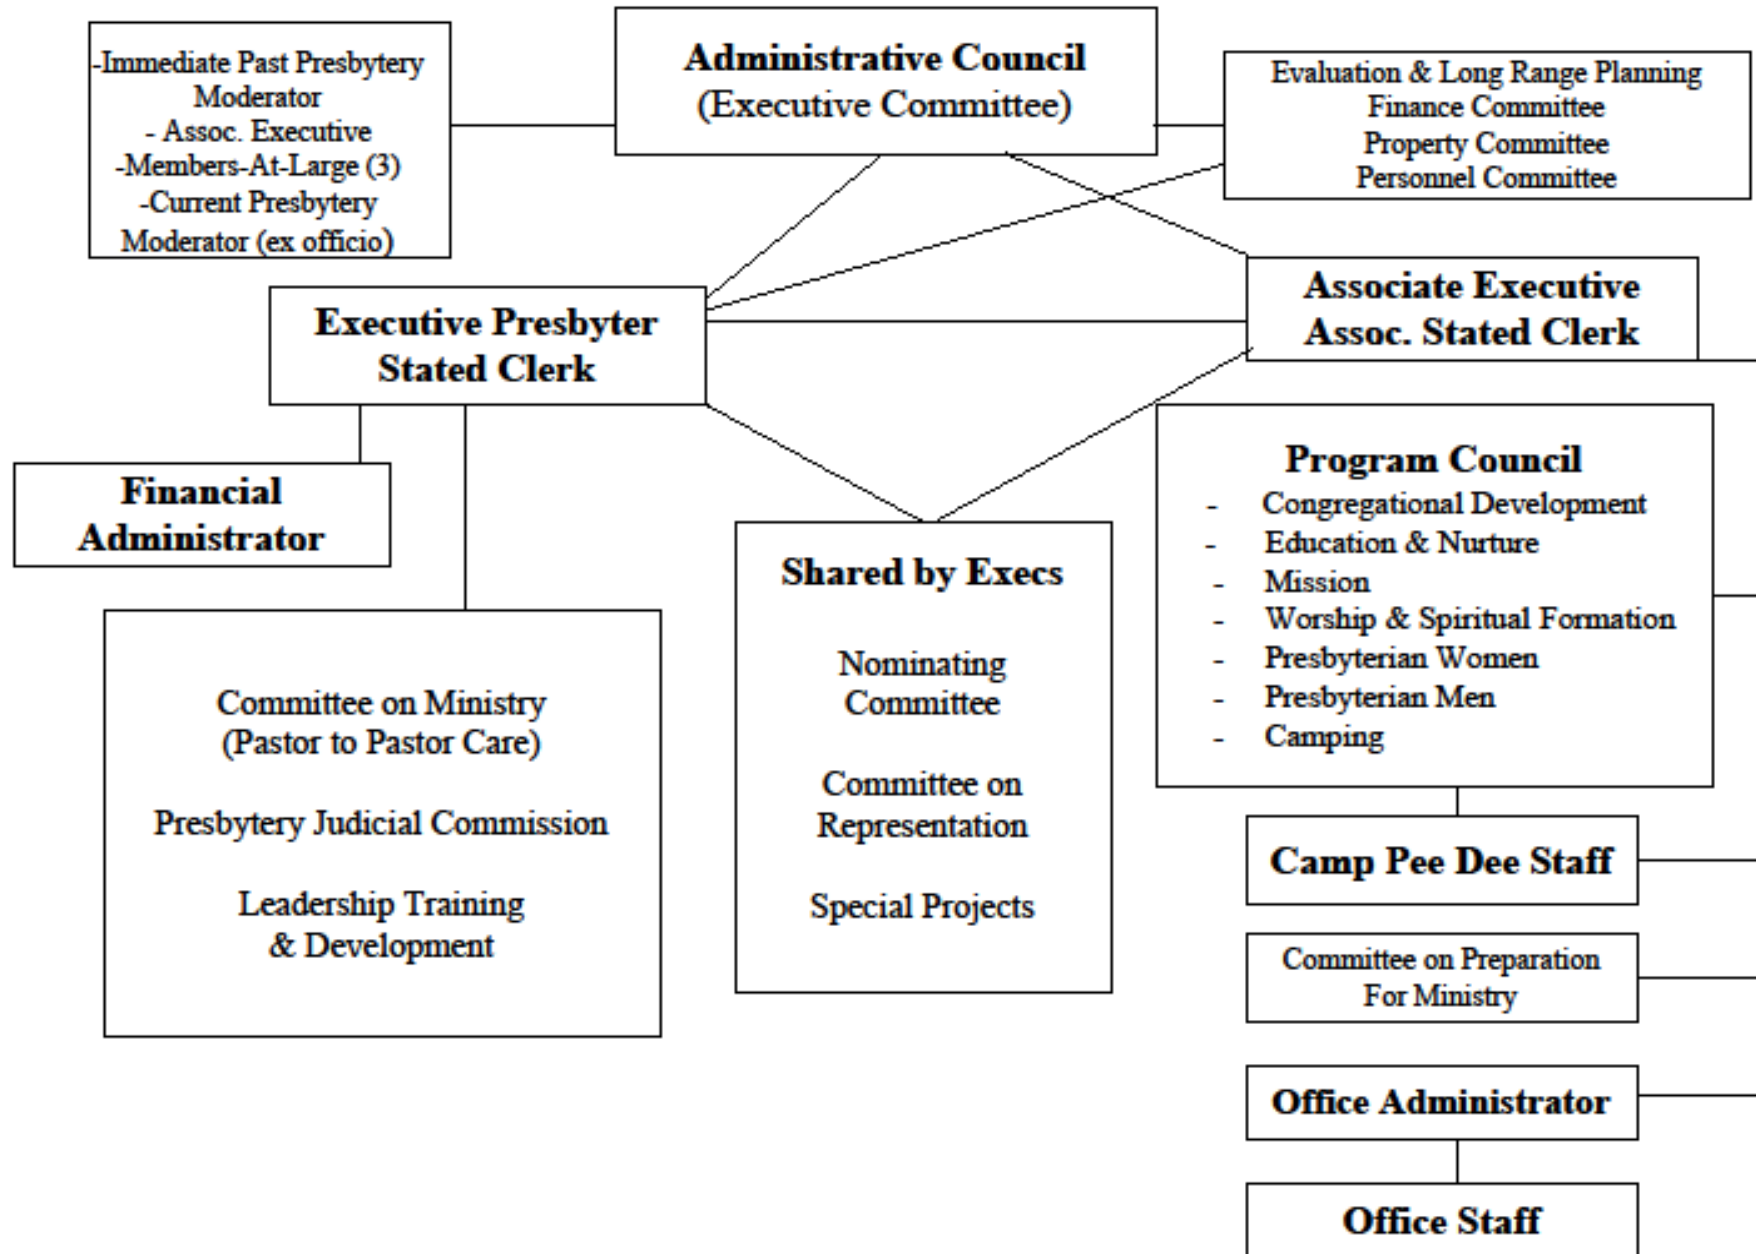 -Immediate Past Presbytery
Moderator
- Assoc. Executive
-Members-At-Large (3)
-Current Presbytery
Moderator (ex officio)
Administrative Council
(Executive Committee)
Evaluation & Long Range Planning
Finance Committee
Property Committee
Personnel Committee
Executive Presbyter
Stated Clerk
Associate Executive
Assoc. Stated Clerk
Financial
Administrator
Committee on Ministry
(Pastor to Pastor Care)
Presbytery Judicial Commission
Leadership Training
& Development
Shared by Execs
Nominating
Committee
Committee on
Representation
Special Projects
Program Council
- Congregational Development
- Education & Nurture
- Mission
- Worship & Spiritual Formation
- Presbyterian Women
- Presbyterian Men
- Camping
Camp Pee Dee Staff
Committee on Preparation
For Ministry
Office Administrator
Office Staff